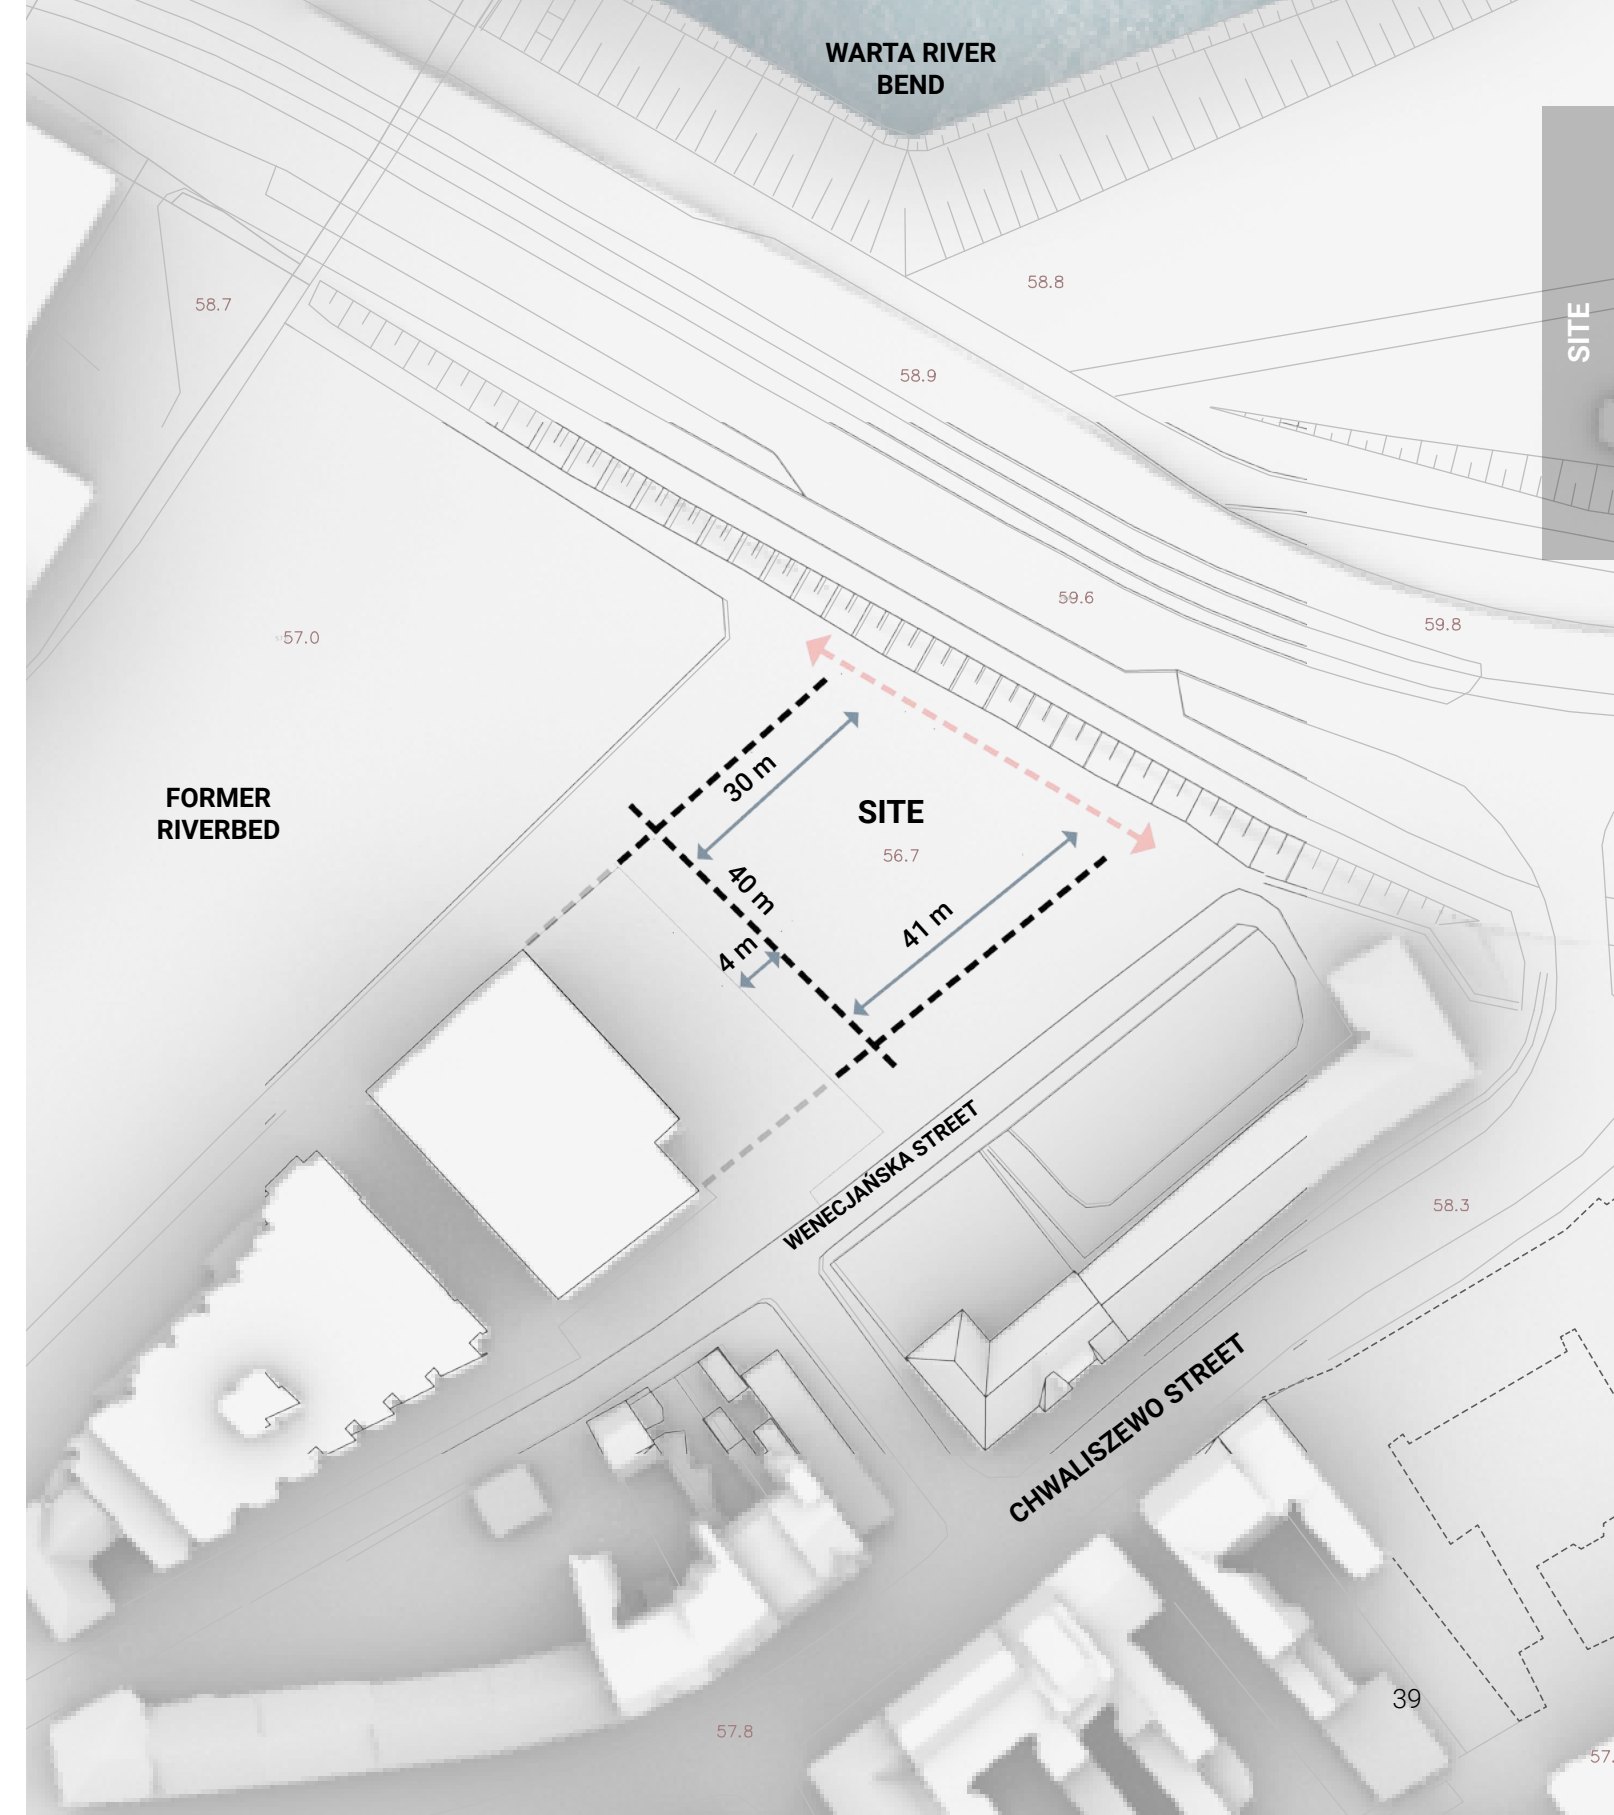 WARTA RIVER
BEND
58.8
58.7
SITE
58.9
59.6
59.8
57.0
30 m
FORMER
RIVERBED
SITE
56.7
40 m
41 m
4 m
WENECJAŃSKA STREET
58.3
CHWALISZEWO STREET
39
57.8
57.